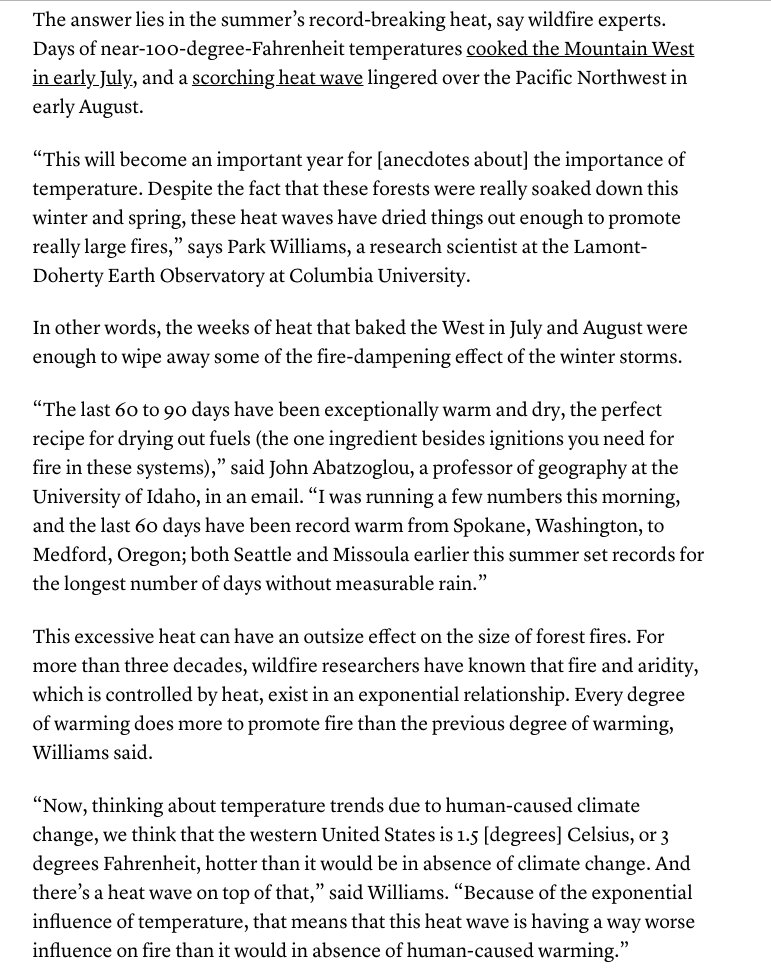 The answer lies in the summer’s record-breaking heat, say wildfire experts.
Days of near-100-degree-Fahrenheit temperatures cooked the Mountain West
in early July, and a scorching heat wave lingered over the Pacific Northwest in
early August.
“This will become an important year for [anecdotes about] the importance of
temperature. Despite the fact that these forests were really soaked down this
winter and spring, these heat waves have dried things out enough to promote
really large fires,” says Park Williams, a research scientist at the Lamont-
Doherty Earth Observatory at Columbia University.
In other words, the weeks of heat that baked the West in July and August were
enough to wipe away some of the fire-dampening effect of the winter storms.
“The last 60 to 90 days have been exceptionally warm and dry, the perfect
recipe for drying out fuels (the one ingredient besides ignitions you need for
fire in these systems),” said John Abatzoglou, a professor of geography at the
University of Idaho, in an email. “I was running a few numbers this morning,
and the last 60 days have been record warm from Spokane, Washington, to
Medford, Oregon; both Seattle and Missoula earlier this summer set records for
the longest number of days without measurable rain.”
This excessive heat can have an outsize effect on the size of forest fires. For
more than three decades, wildfire researchers have known that fire and aridity,
which is controlled by heat, exist in an exponential relationship. Every degree
of warming does more to promote fire than the previous degree of warming,
Williams said.
“Now, thinking about temperature trends due to human-caused climate
change, we think that the western United States is 1.5 [degrees] Celsius, or 3
degrees Fahrenheit, hotter than it would be in absence of climate change. And
there’s a heat wave on top of that,” said Williams. “Because of the exponential
influence of temperature, that means that this heat wave is having a way worse
influence on fire than it would in absence of human-caused warming.”